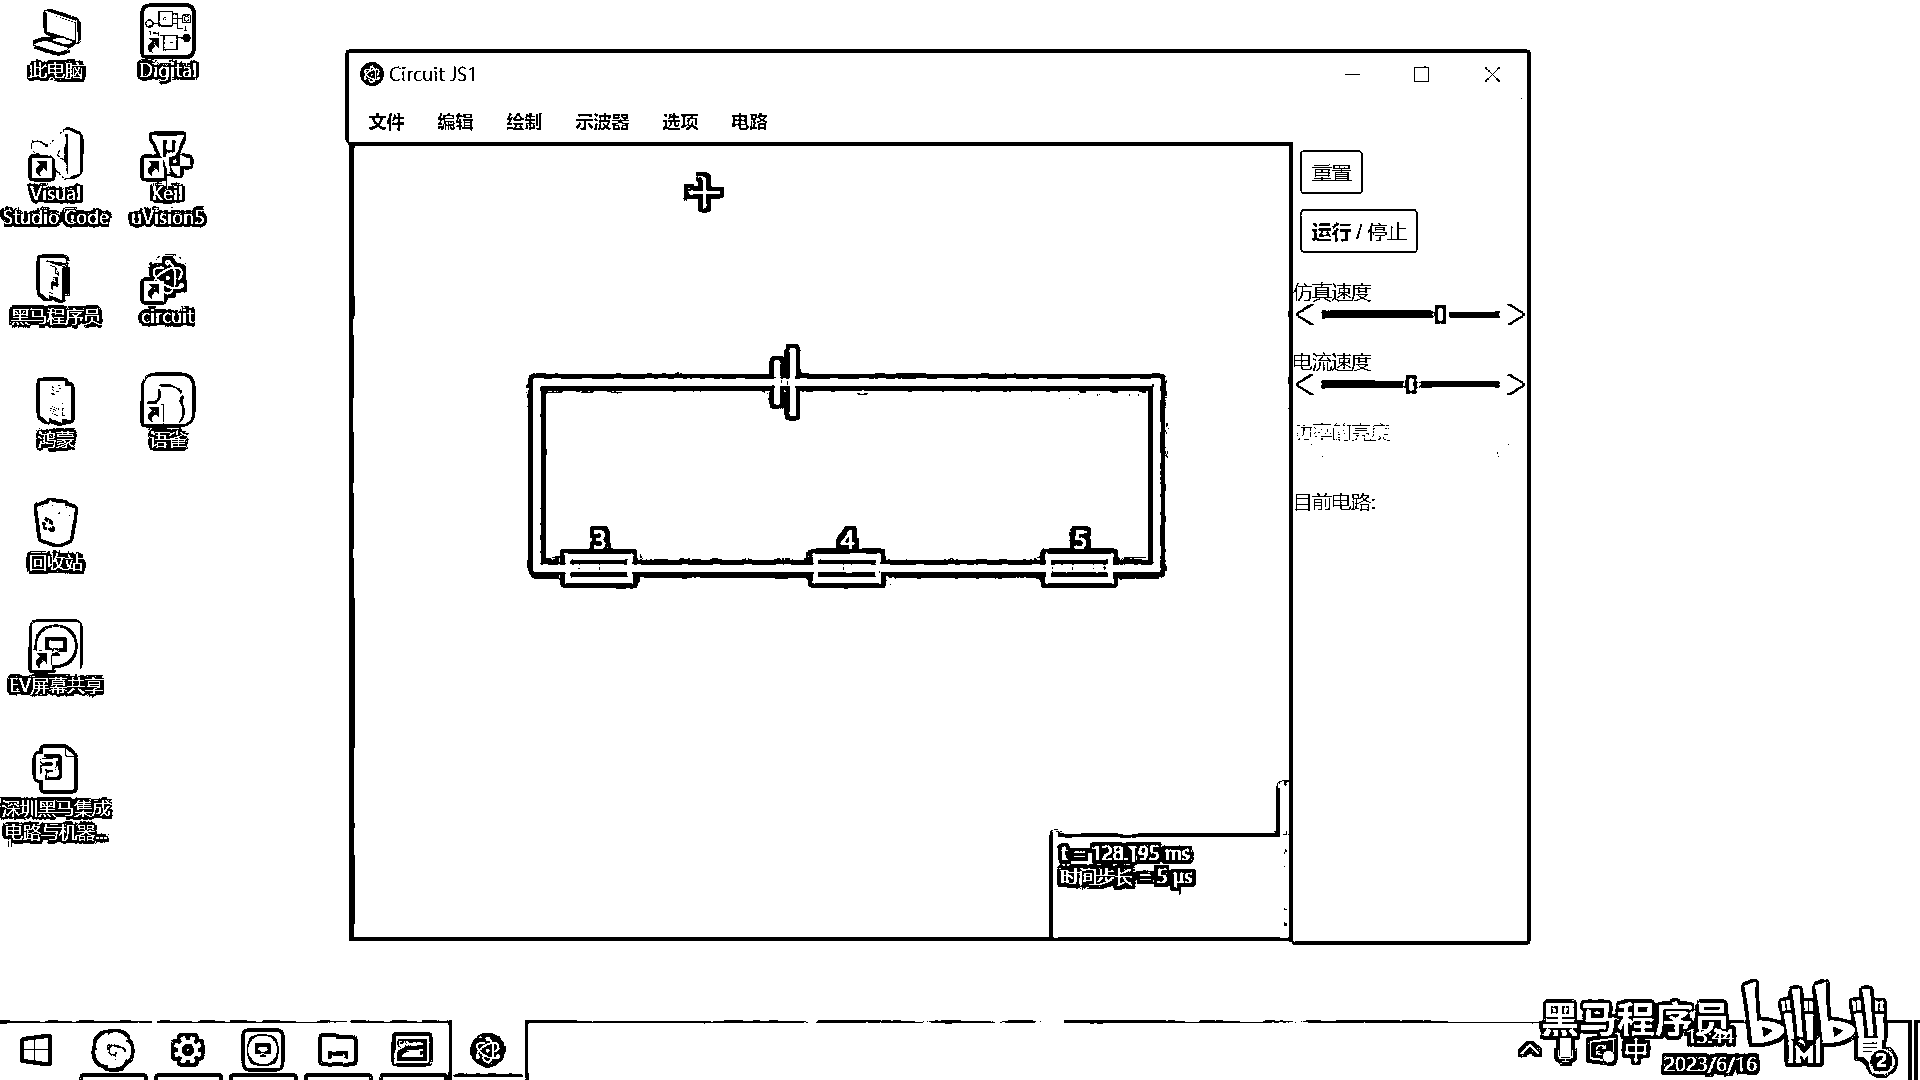 此电脑
Digital
Visual
Studio Code
Keil
uVision5
黑马程序员
circuit
鸿蒙
语雀
回收站
EV屏幕共享
深圳黑马集成
电路与机器...
Circuit JS1
文件 编辑 绘制 示波器 选项 电路
重置
运行 / 停止
仿真速度
电流速度
功率的亮度
目前电路:
3 4 5
t = 128.195 ms
时间步长 = 5 µs
黑马程序员
bilibili
中
15:44
2023/6/16
2